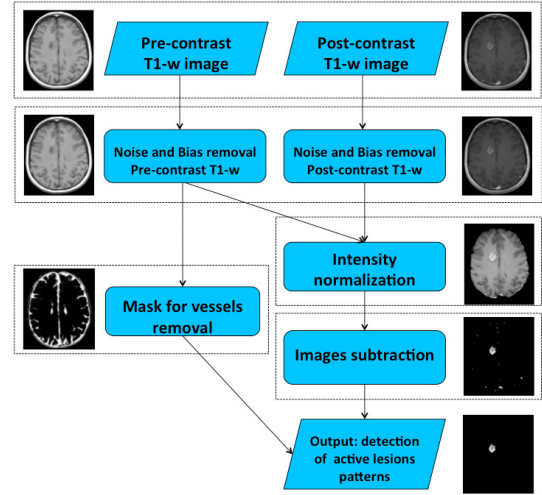 Pre-contrast
T1-w image
Post-contrast
T1-w image
Noise and Bias removal
Pre-contrast T1-w
Noise and Bias removal
Post-contrast T1-w
Intensity
normalization
Mask for vessels
removal
Images subtraction
Output: detection
of active lesions
patterns